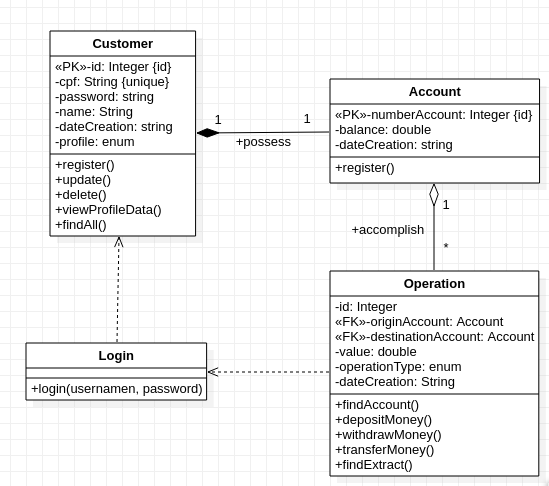 Customer
«PK»-id: Integer {id}
-cpf: String {unique}
-password: string
-name: String
-dateCreation: string
-profile: enum
+register()
+update()
+delete()
+viewProfileData()
+findAll()
1
1
+possess
Account
«PK»-numberAccount: Integer {id}
-balance: double
-dateCreation: string
+register()
1
+accomplish
*
Operation
-id: Integer
«FK»-originAccount: Account
«FK»-destinationAccount: Account
-value: double
-operationType: enum
-dateCreation: String
+findAccount()
+depositMoney()
+withdrawMoney()
+transferMoney()
+findExtract()
Login
+login(usernamen, password)